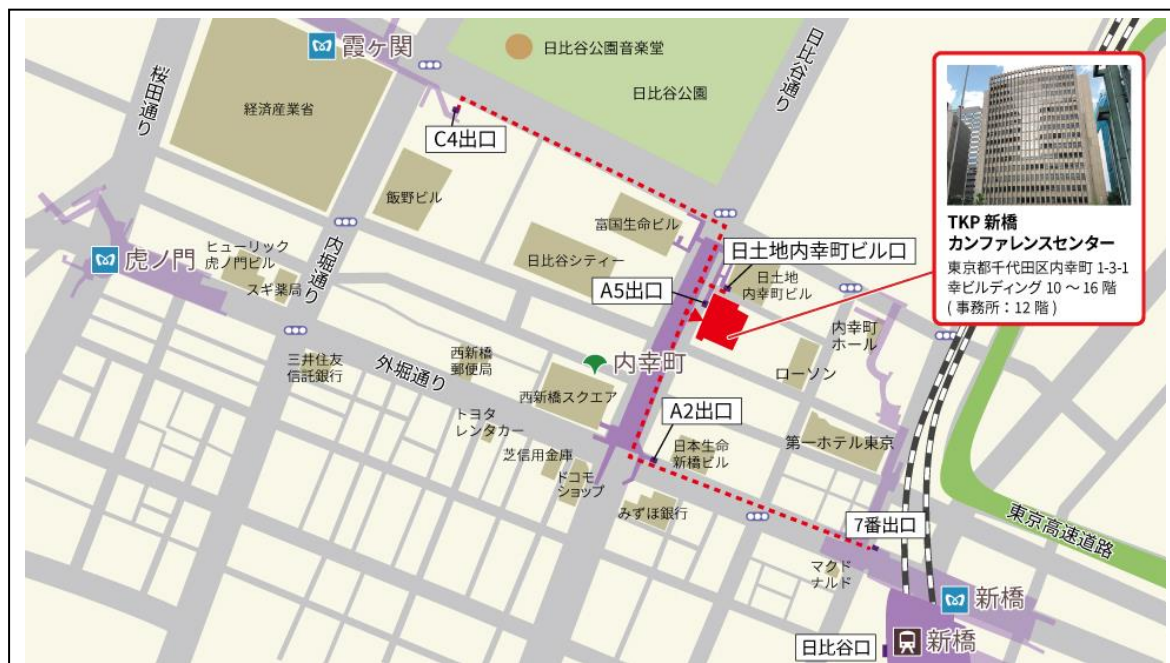 霞ヶ関
日比谷公園音楽堂
日比谷公園
日比谷通り
桜田通り
経済産業省
C4出口
飯野ビル
富国生命ビル
日比谷シティー
内堀通り
虎ノ門
ヒューリック
虎ノ門ビル
スギ薬局
日土地内幸町ビル口
日土地
内幸町ビル
A5出口
TKP 新橋
カンファレンスセンター
東京都千代田区内幸町 1-3-1
幸ビルディング 10 ～ 16 階
( 事務所：12 階 )
内幸町
ホール
ローソン
内幸町
三井住友
信託銀行
外堀通り
西新橋
郵便局
西新橋スクエア
トヨタ
レンタカー
芝信用金庫
ドコモ
ショップ
A2出口
日本生命
新橋ビル
第一ホテル東京
みずほ銀行
7番出口
東京高速道路
マクド
ナルド
新橋
日比谷口
新橋